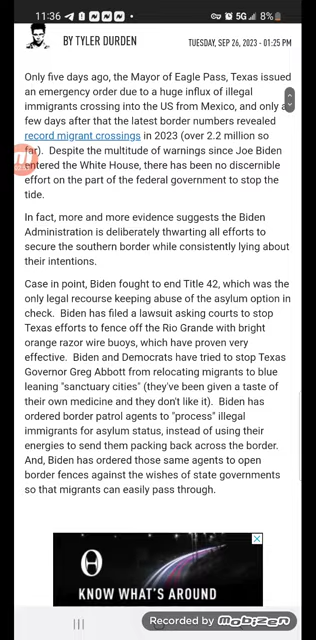 11:36
5G
8%
BY TYLER DURDEN
TUESDAY, SEP 26, 2023 - 01:25 PM
Only five days ago, the Mayor of Eagle Pass, Texas issued
an emergency order due to a huge influx of illegal
immigrants crossing into the US from Mexico, and only a
few days after that the latest border numbers revealed
record migrant crossings in 2023 (over 2.2 million so
far). Despite the multitude of warnings since Joe Biden
entered the White House, there has been no discernible
effort on the part of the federal government to stop the
tide.
In fact, more and more evidence suggests the Biden
Administration is deliberately thwarting all efforts to
secure the southern border while consistently lying about
their intentions.
Case in point, Biden fought to end Title 42, which was the
only legal recourse keeping abuse of the asylum option in
check. Biden has filed a lawsuit asking courts to stop
Texas efforts to fence off the Rio Grande with bright
orange razor wire buoys, which have proven very
effective. Biden and Democrats have tried to stop Texas
Governor Greg Abbott from relocating migrants to blue
leaning "sanctuary cities" (they've been given a taste of
their own medicine and they don't like it). Biden has
ordered border patrol agents to "process" illegal
immigrants for asylum status, instead of using their
energies to send them packing back across the border.
And, Biden has ordered those same agents to open
border fences against the wishes of state governments
so that migrants can easily pass through.
KNOW WHAT'S AROUND
Recorded by mobizen